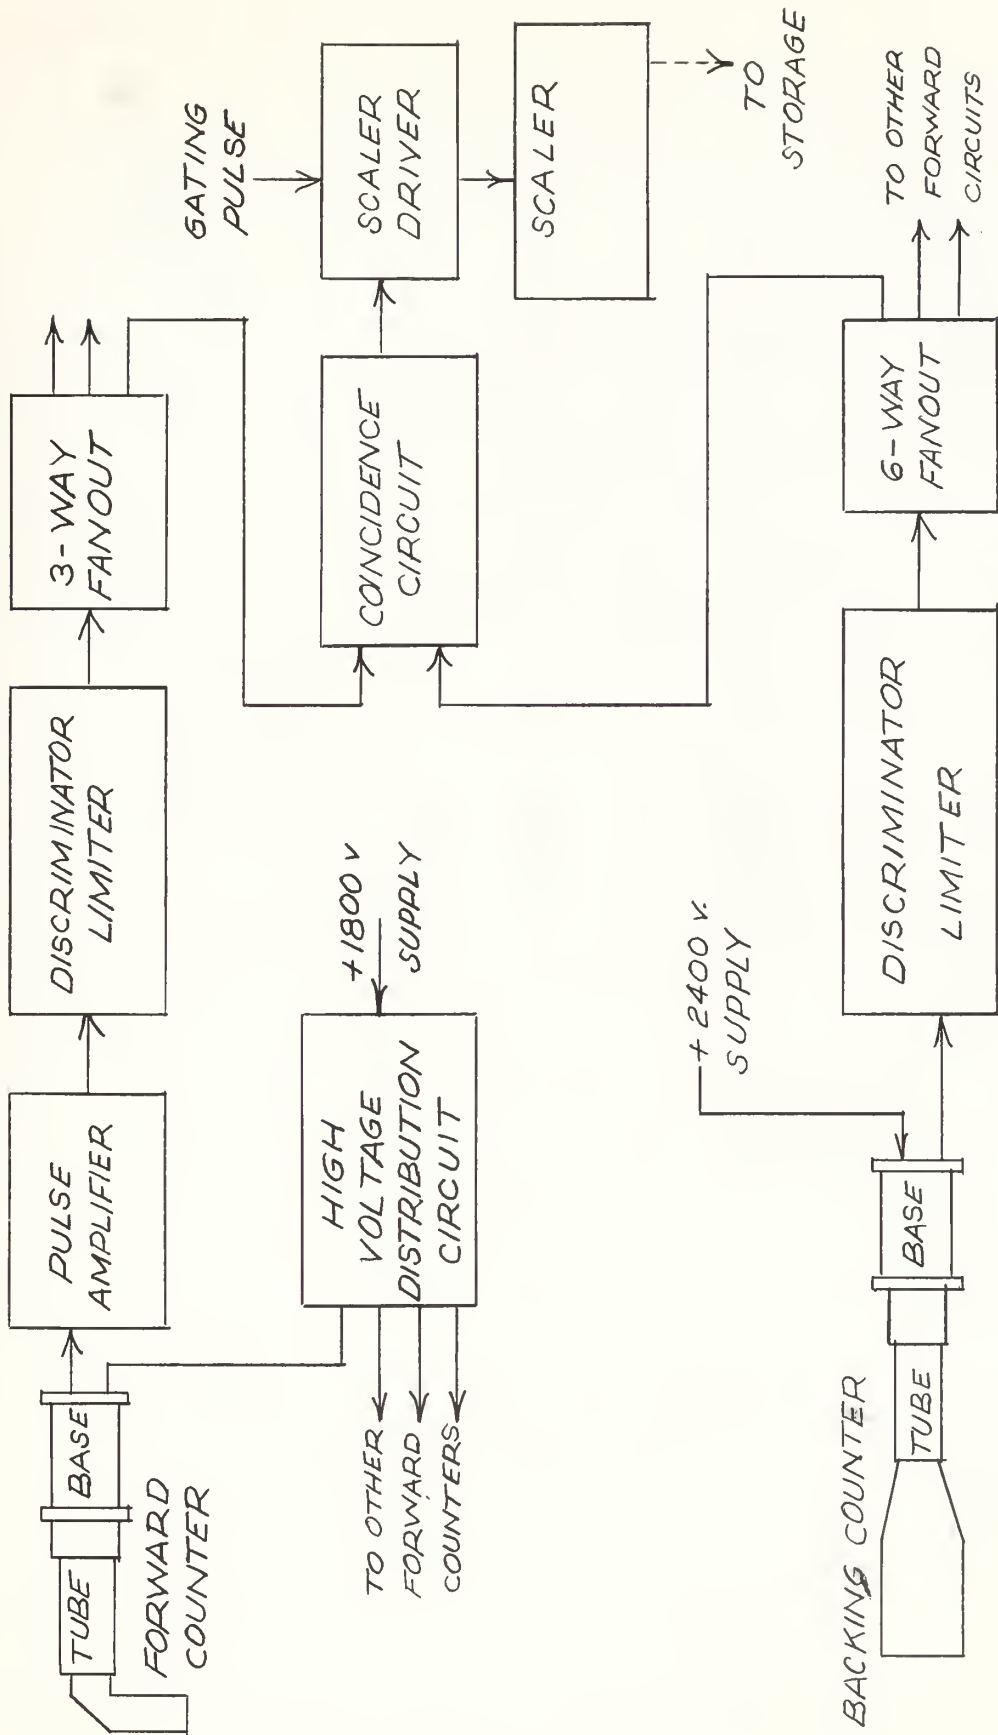 TUBE
BASE
FORWARD
COUNTER
PULSE
AMPLIFIER
DISCRIMINATOR
LIMITER
3-WAY
FANOUT
GATING
PULSE
HIGH
VOLTAGE
DISTRIBUTION
CIRCUIT
+1800 v
SUPPLY
TO OTHER
FORWARD
COUNTERS
COINCIDENCE
CIRCUIT
SCALER
DRIVER
SCALER
TO
STORAGE
+2400 v.
SUPPLY
BACKING COUNTER
TUBE
BASE
DISCRIMINATOR
LIMITER
6-WAY
FANOUT
TO OTHER
FORWARD
CIRCUITS